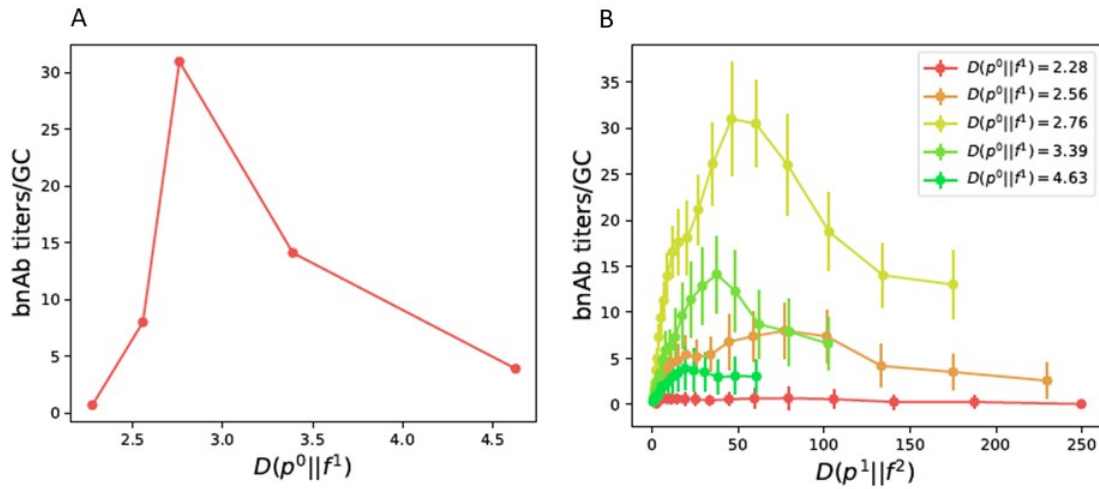 A
B
bnAb titers/GC
30
25
20
15
10
5
0
2.5 3.0 3.5 4.0 4.5
D(p⁰||f¹)
bnAb titers/GC
35
30
25
20
15
10
5
0
0 50 100 150 200 250
D(p¹||f²)
D(p⁰||f¹) = 2.28
D(p⁰||f¹) = 2.56
D(p⁰||f¹) = 2.76
D(p⁰||f¹) = 3.39
D(p⁰||f¹) = 4.63